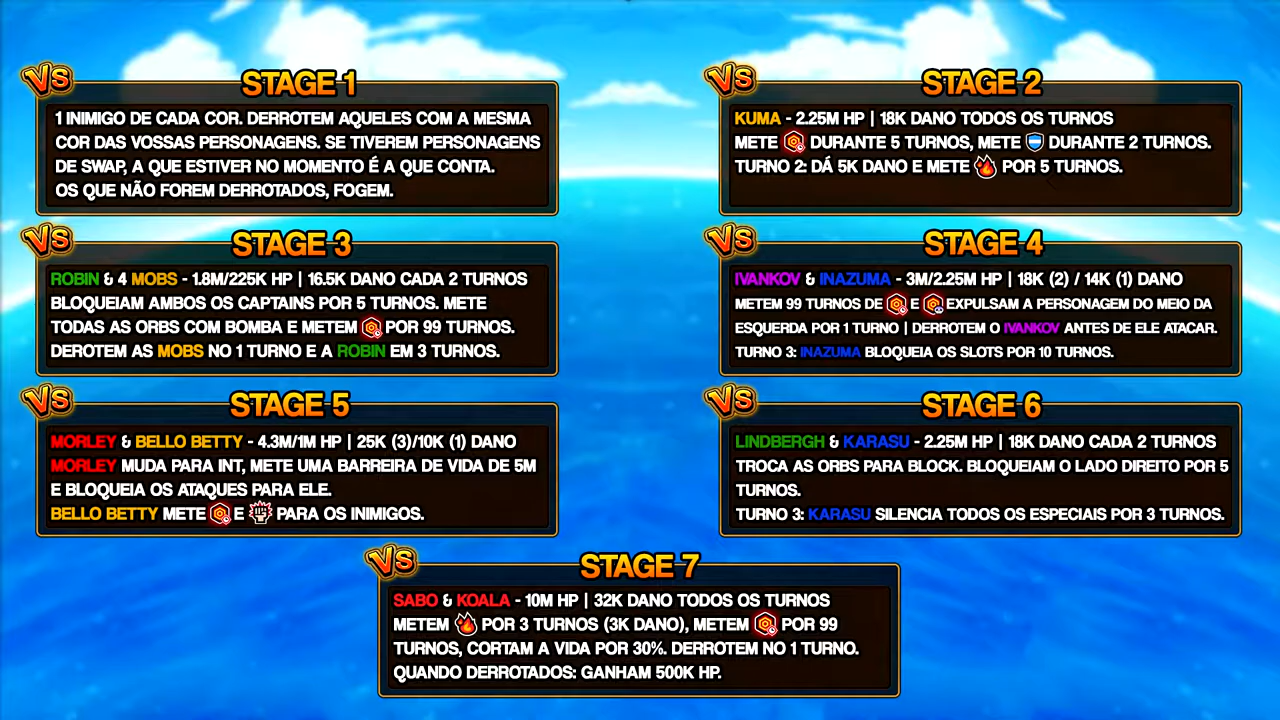 VS
STAGE 1
1 INIMIGO DE CADA COR. DERROTEM AQUELES COM A MESMA
COR DAS VOSSAS PERSONAGENS. SE TIVEREM PERSONAGENS
DE SWAP, A QUE ESTIVER NO MOMENTO É A QUE CONTA.
OS QUE NÃO FOREM DERROTADOS, FOGEM.
VS
STAGE 2
KUMA - 2.25M HP | 18K DANO TODOS OS TURNOS
METE DURANTE 5 TURNOS, METE DURANTE 2 TURNOS.
TURNO 2: DÁ 5K DANO E METE POR 5 TURNOS.
VS
STAGE 3
ROBIN & 4 MOBS - 1.8M/225K HP | 16.5K DANO CADA 2 TURNOS
BLOQUEIAM AMBOS OS CAPTAINS POR 5 TURNOS. METE
TODAS AS ORBS COM BOMBA E METEM POR 99 TURNOS.
DEROTEM AS MOBS NO 1 TURNO E A ROBIN EM 3 TURNOS.
VS
STAGE 4
IVANKOV & INAZUMA - 3M/2.25M HP | 18K (2) / 14K (1) DANO
METEM 99 TURNOS DE E EXPULSAM A PERSONAGEM DO MEIO DA
ESQUERDA POR 1 TURNO | DERROTEM O IVANKOV ANTES DE ELE ATACAR.
TURNO 3: INAZUMA BLOQUEIA OS SLOTS POR 10 TURNOS.
VS
STAGE 5
MORLEY & BELLO BETTY - 4.3M/1M HP | 25K (3)/10K (1) DANO
MORLEY MUDA PARA INT, METE UMA BARREIRA DE VIDA DE 5M
E BLOQUEIA OS ATAQUES PARA ELE.
BELLO BETTY METE E PARA OS INIMIGOS.
VS
STAGE 6
LINDBERGH & KARASU - 2.25M HP | 18K DANO CADA 2 TURNOS
TROCA AS ORBS PARA BLOCK. BLOQUEIAM O LADO DIREITO POR 5
TURNOS.
TURNO 3: KARASU SILENCIA TODOS OS ESPECIAIS POR 3 TURNOS.
VS
STAGE 7
SABO & KOALA - 10M HP | 32K DANO TODOS OS TURNOS
METEM POR 3 TURNOS (3K DANO), METEM POR 99
TURNOS, CORTAM A VIDA POR 30%. DERROTEM NO 1 TURNO.
QUANDO DERROTADOS: GANHAM 500K HP.